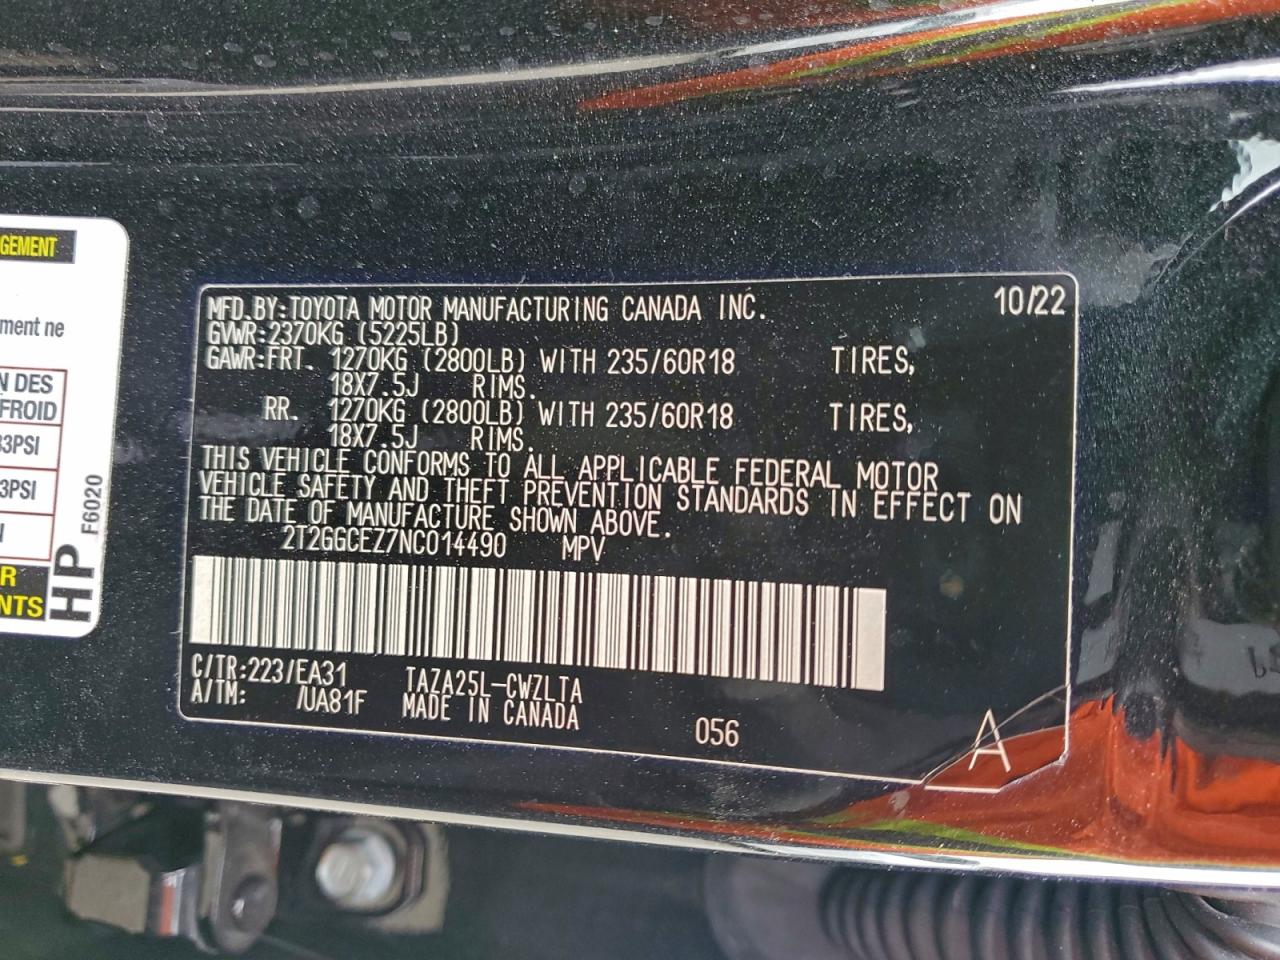 GEMENT
ment ne
N DES
FROID
33PSI
3PSI
R
NTS
HP
F6020
MFD.BY:TOYOTA MOTOR MANUFACTURING CANADA INC. 10/22
GVWR:2370KG (5225LB)
GAWR:FRT. 1270KG (2800LB) WITH 235/60R18 TIRES,
18X7.5J RIMS.
RR. 1270KG (2800LB) WITH 235/60R18 TIRES,
18X7.5J RIMS.
THIS VEHICLE CONFORMS TO ALL APPLICABLE FEDERAL MOTOR
VEHICLE SAFETY AND THEFT PREVENTION STANDARDS IN EFFECT ON
THE DATE OF MANUFACTURE SHOWN ABOVE.
2T2GGCEZ7NC014490 MPV
C/TR:223/EA31 TAZA25L-CWZLTA
A/TM: /UA81F MADE IN CANADA
056
A